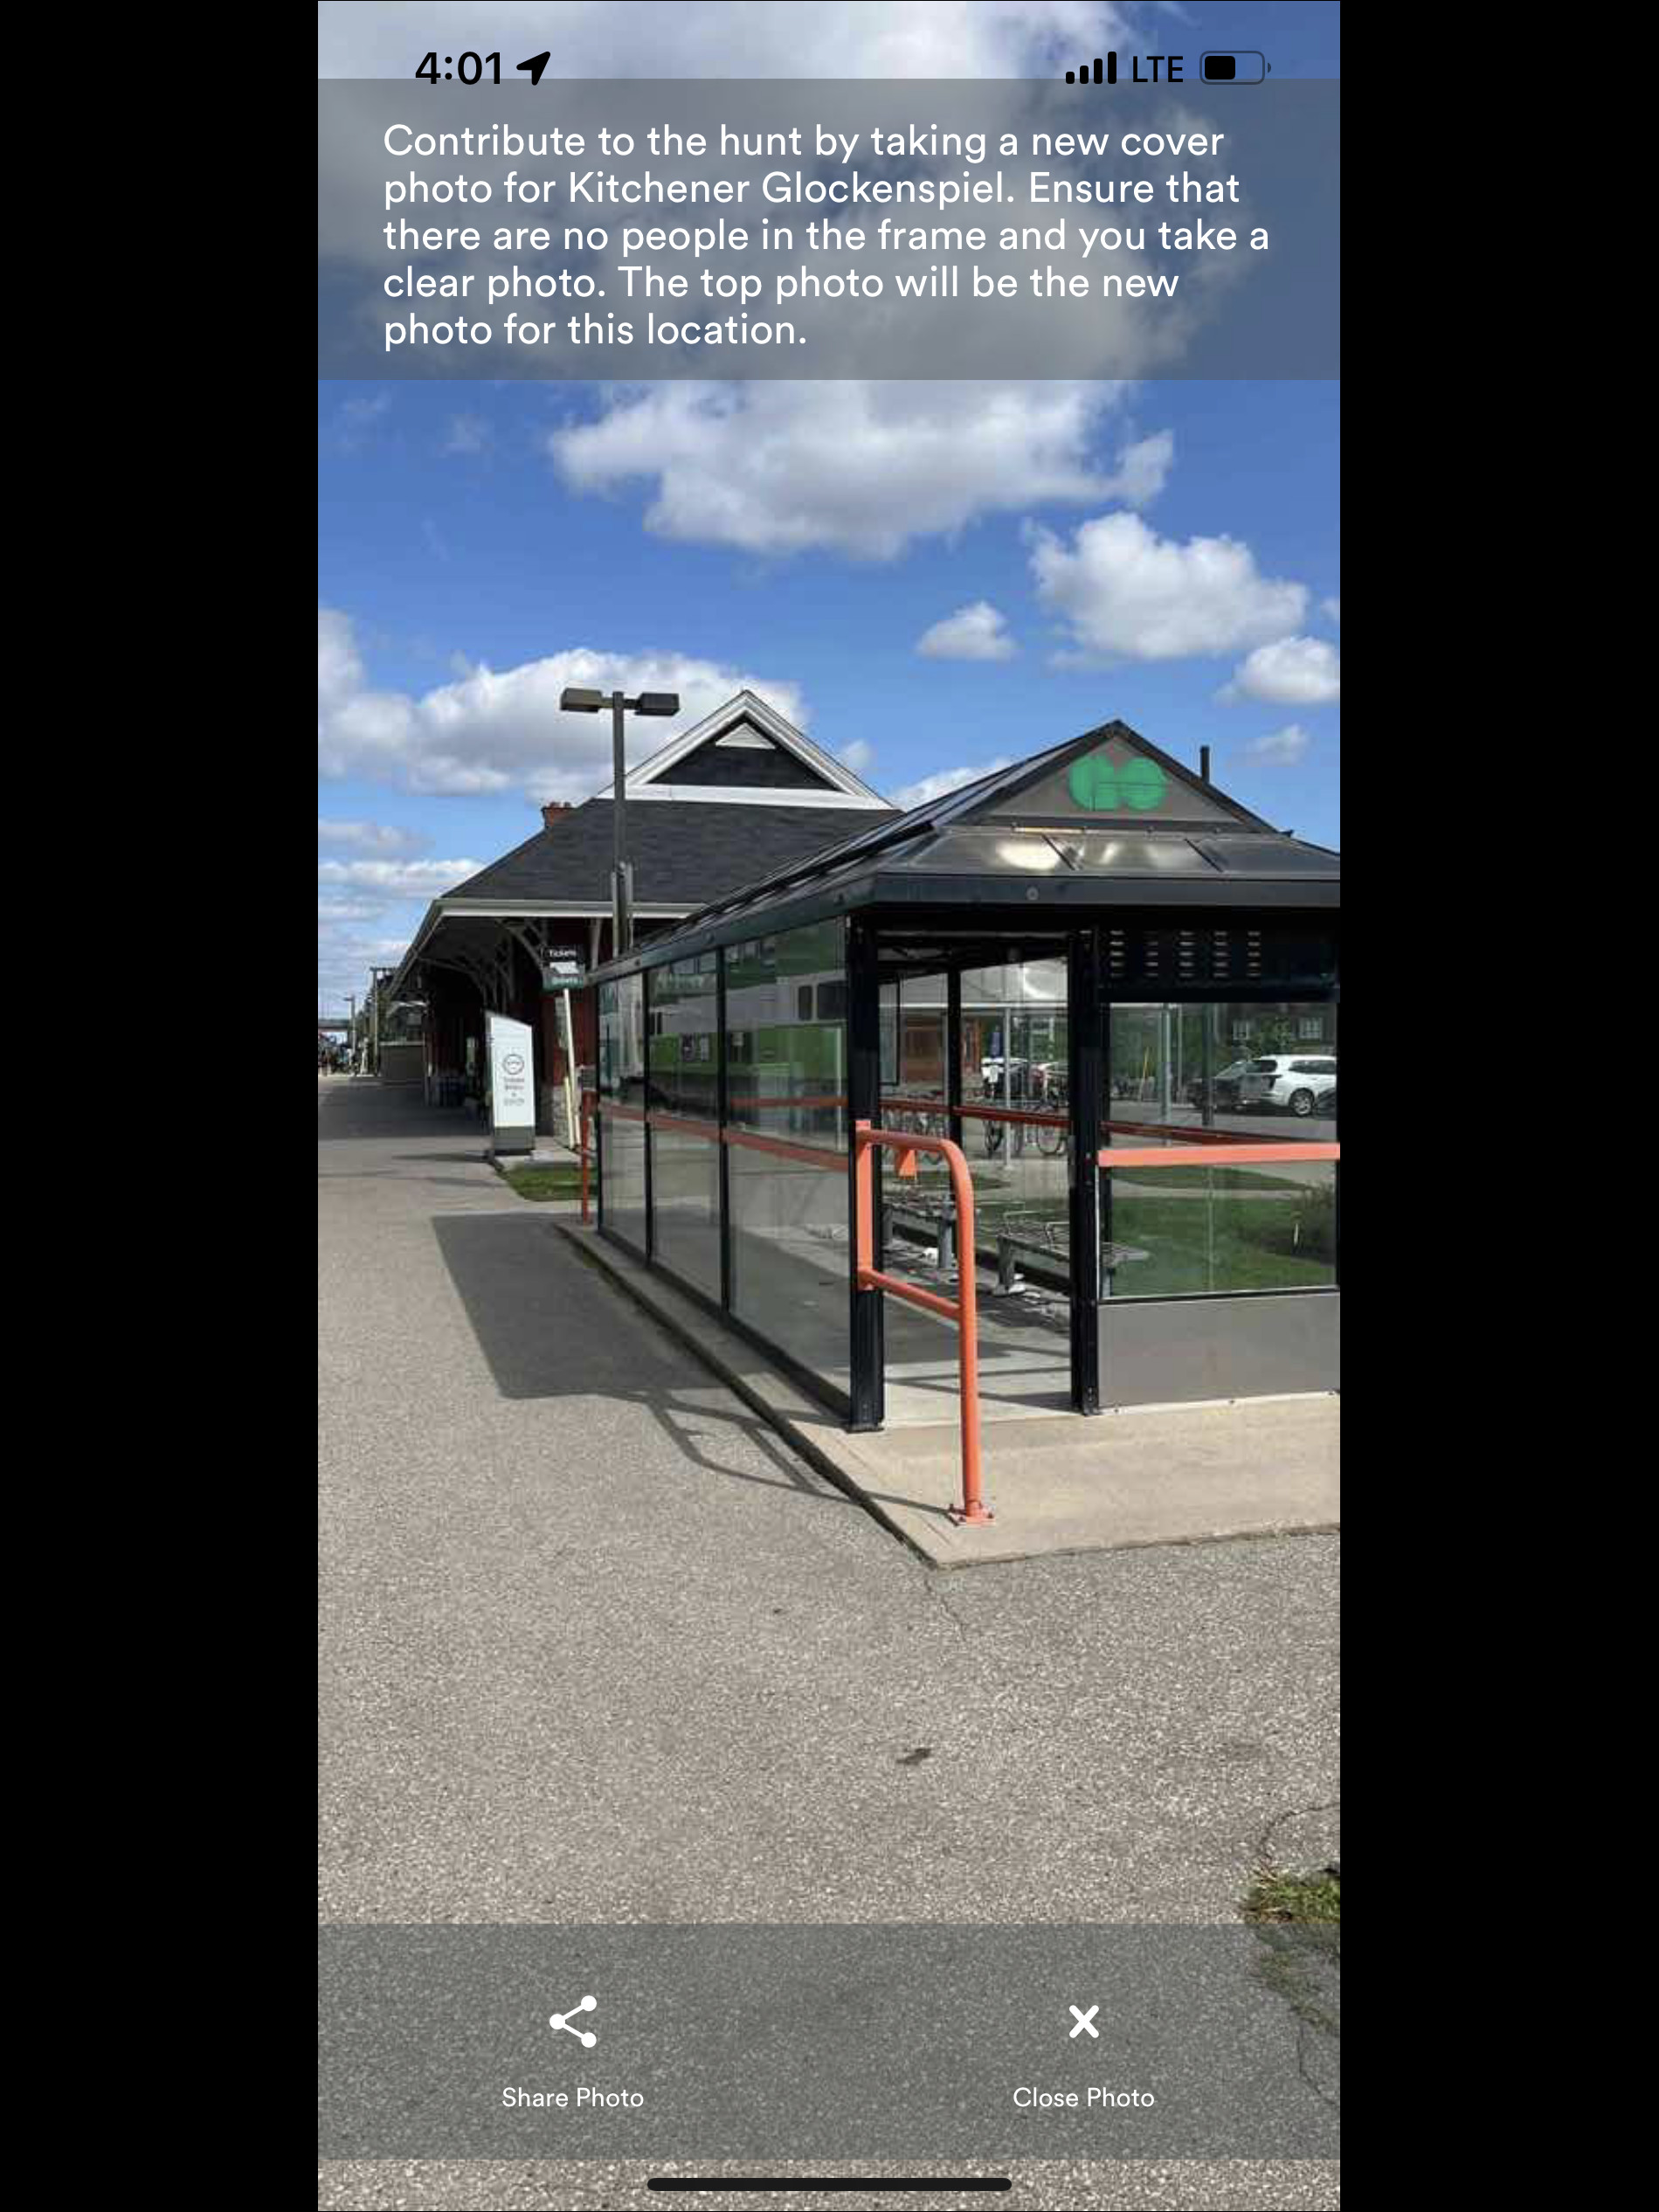 4:01
LTE
Contribute to the hunt by taking a new cover
photo for Kitchener Glockenspiel. Ensure that
there are no people in the frame and you take a
clear photo. The top photo will be the new
photo for this location.
GO
Tickets
Share Photo
Close Photo